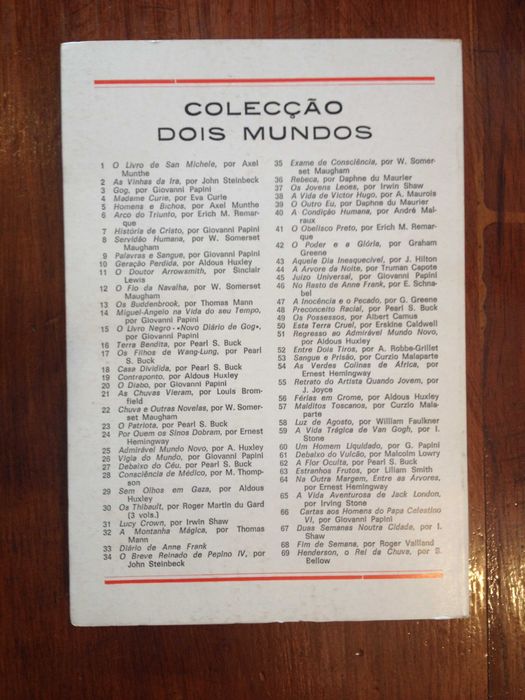 COLECÇÃO
DOIS MUNDOS
1 O Livro de San Michele, por Axel
Munthe
2 As Vinhas da Ira, por John Steinbeck
3 Gog, por Giovanni Papini
4 Madame Curie, por Eva Curie
5 Homens e Bichos, por Axel Munthe
6 Arco do Triunto, por Erich M. Remar-
que
7 História de Cristo, por Giovanni Papini
8 Servidão Humana, por W. Somerset
Maugham
9 Palavras e Sangue, por Giovanni Papini
10 Geração Perdida, por Aldous Huxley
11 O Doutor Arrowsmith, por Sinclair
Lewis
12 O Fio da Navalha, por W. Somerset
Maugham
13 Os Buddenbrook, por Thomas Mann
14 Miguel-Angelo na Vida do seu Tempo,
por Giovanni Papini
15 O Livro Negro - «Novo Diário de Gog»,
por Giovanni Papini
16 Terra Bendita, por Pearl S. Buck
17 Os Filhos de Wang-Lung, por Pearl
S. Buck
18 Casa Dividida, por Pearl S. Buck
19 Contraponto, por Aldous Huxley
20 O Diabo, por Giovanni Papini
21 As Chuvas Vieram, por Louis Brom-
field
22 Chuva e Outras Novelas, por W. Somer-
set Maugham
23 O Patriota, por Pearl S. Buck
24 Por Quem os Sinos Dobram, por Ernest
Hemingway
25 Admirável Mundo Novo, por A. Huxley
26 Vigia do Mundo, por Giovanni Papini
27 Debaixo do Céu, por Pearl S. Buck
28 Consciência de Médico, por M. Thomp-
son
29 Sem Olhos em Gaza, por Aldous
Huxley
30 Os Thibault, por Roger Martin du Gard
(3 vols.)
31 Lucy Crown, por Irwin Shaw
32 A Montanha Mágica, por Thomas
Mann
33 Diário de Anne Frank
34 O Breve Reinado de Pepino IV, por
John Steinbeck
35 Exame de Consciência, por W. Somer-
set Maugham
36 Rebeca, por Daphne du Maurier
37 Os Jovens Leões, por Irwin Shaw
38 A Vida de Victor Hugo, por A. Maurois
39 O Outro Eu, por Daphne du Maurier
40 A Condição Humana, por André Mal-
raux
41 O Obelisco Preto, por Erich M. Remar-
que
42 O Poder e a Glória, por Graham
Greene
43 Aquele Dia Inesquecível, por J. Hilton
44 A Árvore da Noite, por Truman Capote
45 Juízo Universal, por Giovanni Papini
46 No Rasto de Anne Frank, por E. Schna-
bel
47 A Inocência e o Pecado, por G. Greene
48 Preconceito Racial, por Pearl S. Buck
49 Os Possessos, por Albert Camus
50 Esta Terra Cruel, por Erskine Caldwell
51 Regresso ao Admirável Mundo Novo,
por Aldous Huxley
52 Entre Dois Tiros, por A. Robbe-Grillet
53 Sangue e Prisão, por Curzio Malaparte
54 As Verdes Colinas de África, por
Ernest Hemingway
55 Retrato do Artista Quando Jovem, por
J. Joyce
56 Férias em Crome, por Aldous Huxley
57 Malditos Toscanos, por Curzio Mala-
parte
58 Luz de Agosto, por William Faulkner
59 A Vida Trágica de Van Gogh, por I.
Stone
60 Um Homem Liquidado, por G. Papini
61 Debaixo do Vulcão, por Malcolm Lowry
62 A Flor Oculta, por Pearl S. Buck
63 Estranhos Frutos, por Lillian Smith
64 Na Outra Margem, Entre as Árvores,
por Ernest Hemingway
65 A Vida Aventurosa de Jack London,
por Irving Stone
66 Cartas aos Homens do Papa Celestino
VI, por Giovanni Papini
67 Duas Semanas Noutra Cidade, por I.
Shaw
68 Fim de Semana, por Roger Vailland
69 Henderson, o Rei da Chuva, por S.
Bellow